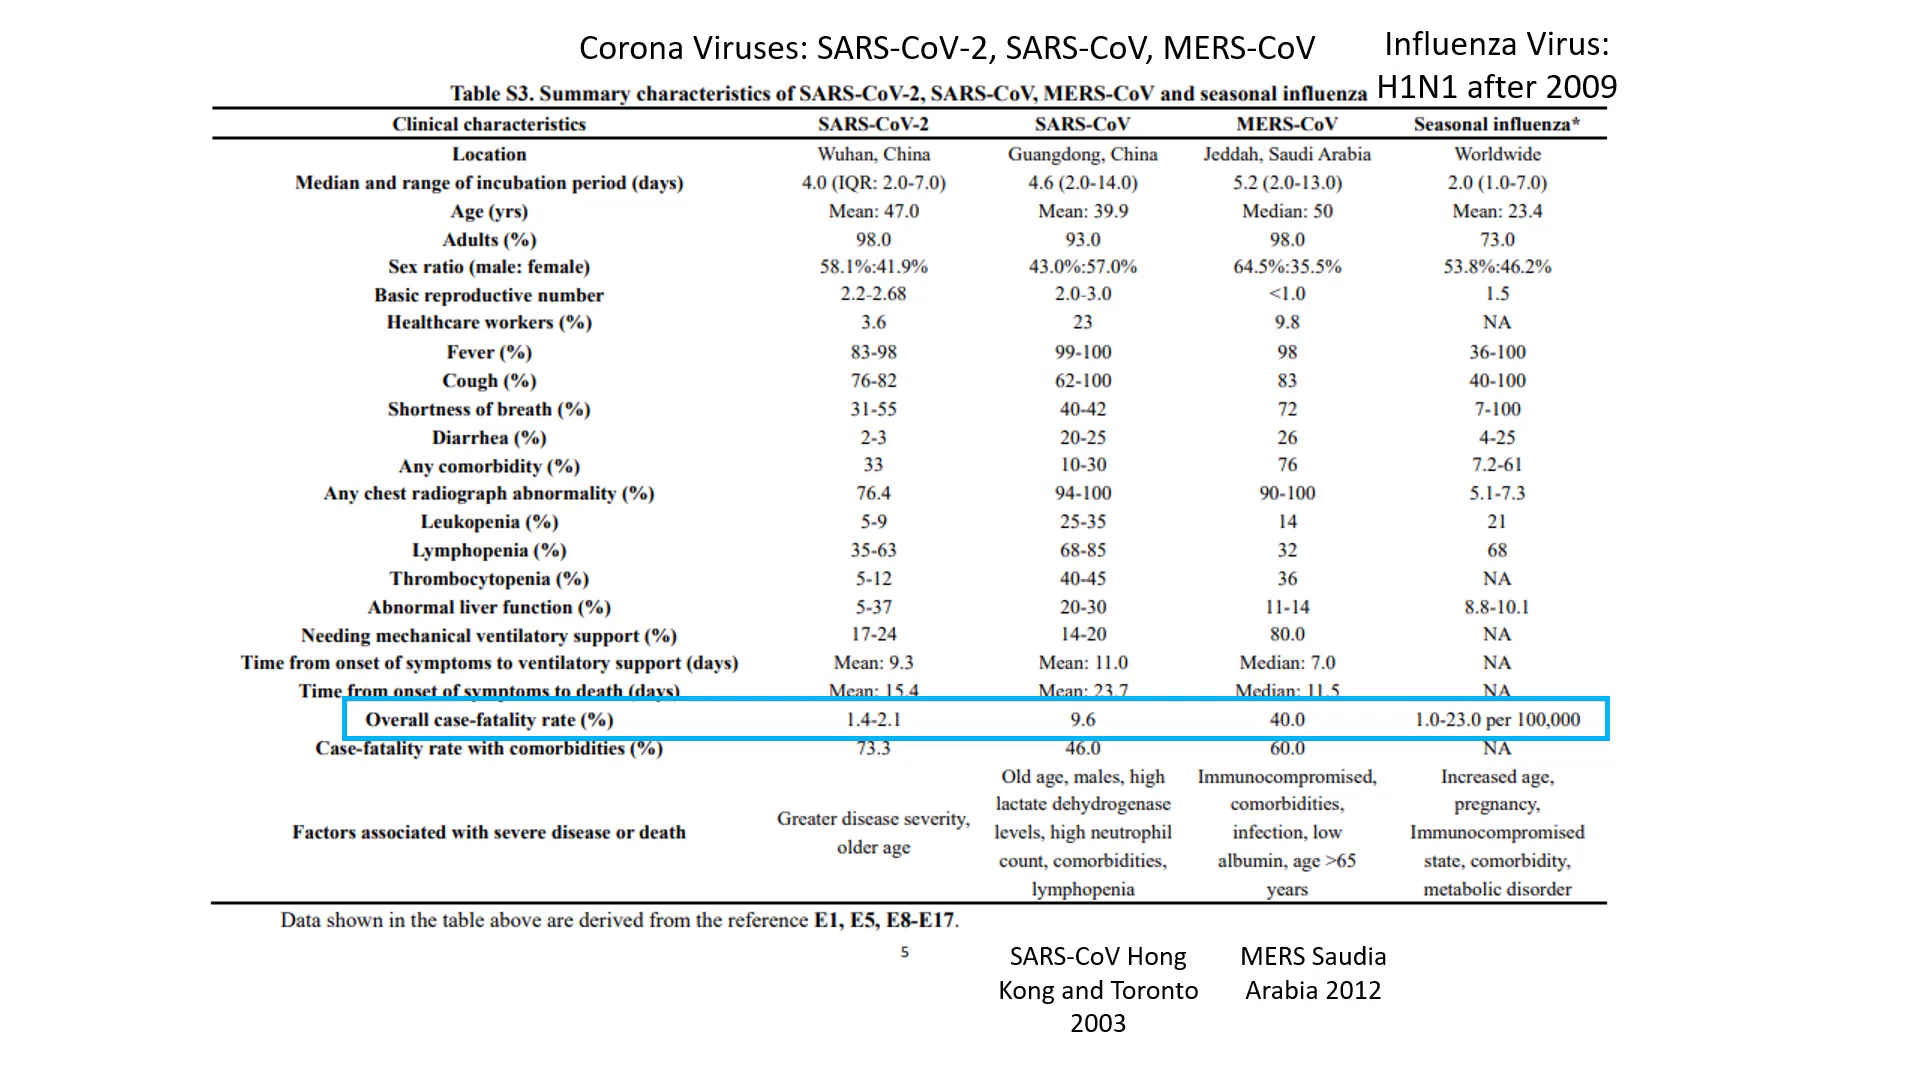 Corona Viruses: SARS-CoV-2, SARS-CoV, MERS-CoV
Influenza Virus:
H1N1 after 2009
Table S3. Summary characteristics of SARS-CoV-2, SARS-CoV, MERS-CoV and seasonal influenza
Clinical characteristics SARS-CoV-2 SARS-CoV MERS-CoV Seasonal influenza*
Location Wuhan, China Guangdong, China Jeddah, Saudi Arabia Worldwide
Median and range of incubation period (days) 4.0 (IQR: 2.0-7.0) 4.6 (2.0-14.0) 5.2 (2.0-13.0) 2.0 (1.0-7.0)
Age (yrs) Mean: 47.0 Mean: 39.9 Median: 50 Mean: 23.4
Adults (%) 98.0 93.0 98.0 73.0
Sex ratio (male: female) 58.1%:41.9% 43.0%:57.0% 64.5%:35.5% 53.8%:46.2%
Basic reproductive number 2.2-2.68 2.0-3.0 <1.0 1.5
Healthcare workers (%) 3.6 23 9.8 NA
Fever (%) 83-98 99-100 98 36-100
Cough (%) 76-82 62-100 83 40-100
Shortness of breath (%) 31-55 40-42 72 7-100
Diarrhea (%) 2-3 20-25 26 4-25
Any comorbidity (%) 33 10-30 76 7.2-61
Any chest radiograph abnormality (%) 76.4 94-100 90-100 5.1-7.3
Leukopenia (%) 5-9 25-35 14 21
Lymphopenia (%) 35-63 68-85 32 68
Thrombocytopenia (%) 5-12 40-45 36 NA
Abnormal liver function (%) 5-37 20-30 11-14 8.8-10.1
Needing mechanical ventilatory support (%) 17-24 14-20 80.0 NA
Time from onset of symptoms to ventilatory support (days) Mean: 9.3 Mean: 11.0 Median: 7.0 NA
Time from onset of symptoms to death (days) Mean: 15.4 Mean: 23.7 Median: 11.5 NA
Overall case-fatality rate (%) 1.4-2.1 9.6 40.0 1.0-23.0 per 100,000
Case-fatality rate with comorbidities (%) 73.3 46.0 60.0 NA
Factors associated with severe disease or death
Greater disease severity,
older age
Old age, males, high
lactate dehydrogenase
levels, high neutrophil
count, comorbidities,
lymphopenia
Immunocompromised,
comorbidities,
infection, low
albumin, age >65
years
Increased age,
pregnancy,
Immunocompromised
state, comorbidity,
metabolic disorder
Data shown in the table above are derived from the reference E1, E5, E8-E17.
5
SARS-CoV Hong
Kong and Toronto
2003
MERS Saudia
Arabia 2012